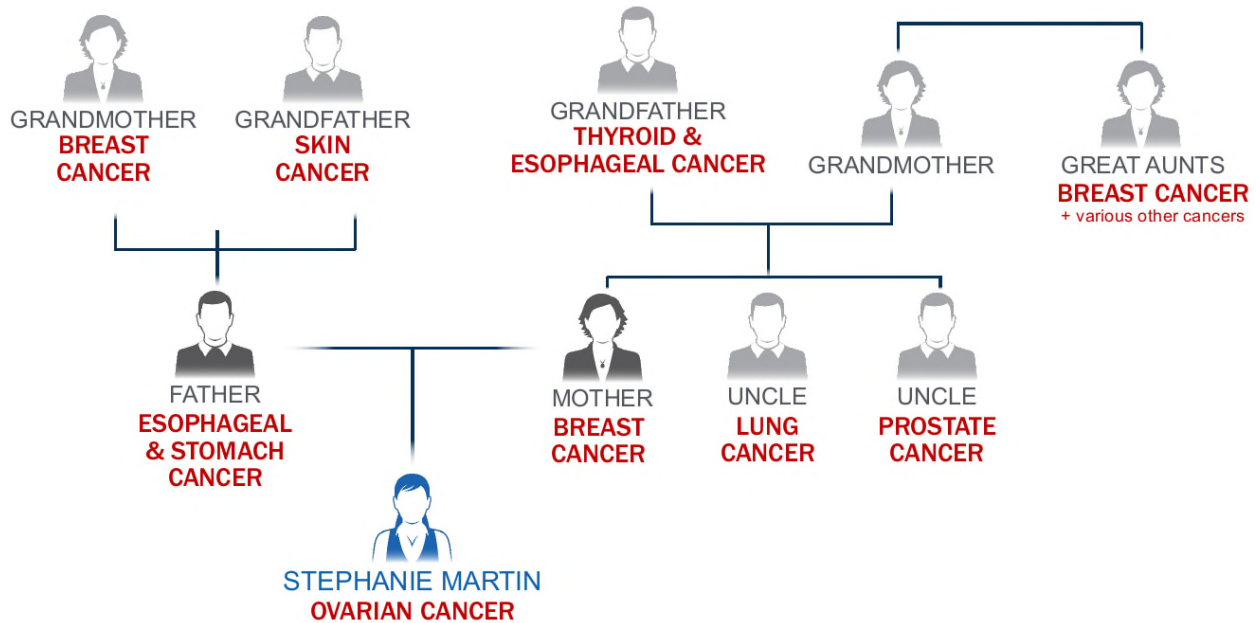 GRANDMOTHER
BREAST
CANCER
GRANDFATHER
SKIN
CANCER
GRANDFATHER
THYROID &
ESOPHAGEAL CANCER
GRANDMOTHER
GREAT AUNTS
BREAST CANCER
+ various other cancers
FATHER
ESOPHAGEAL
& STOMACH
CANCER
MOTHER
BREAST
CANCER
UNCLE
LUNG
CANCER
UNCLE
PROSTATE
CANCER
STEPHANIE MARTIN
OVARIAN CANCER